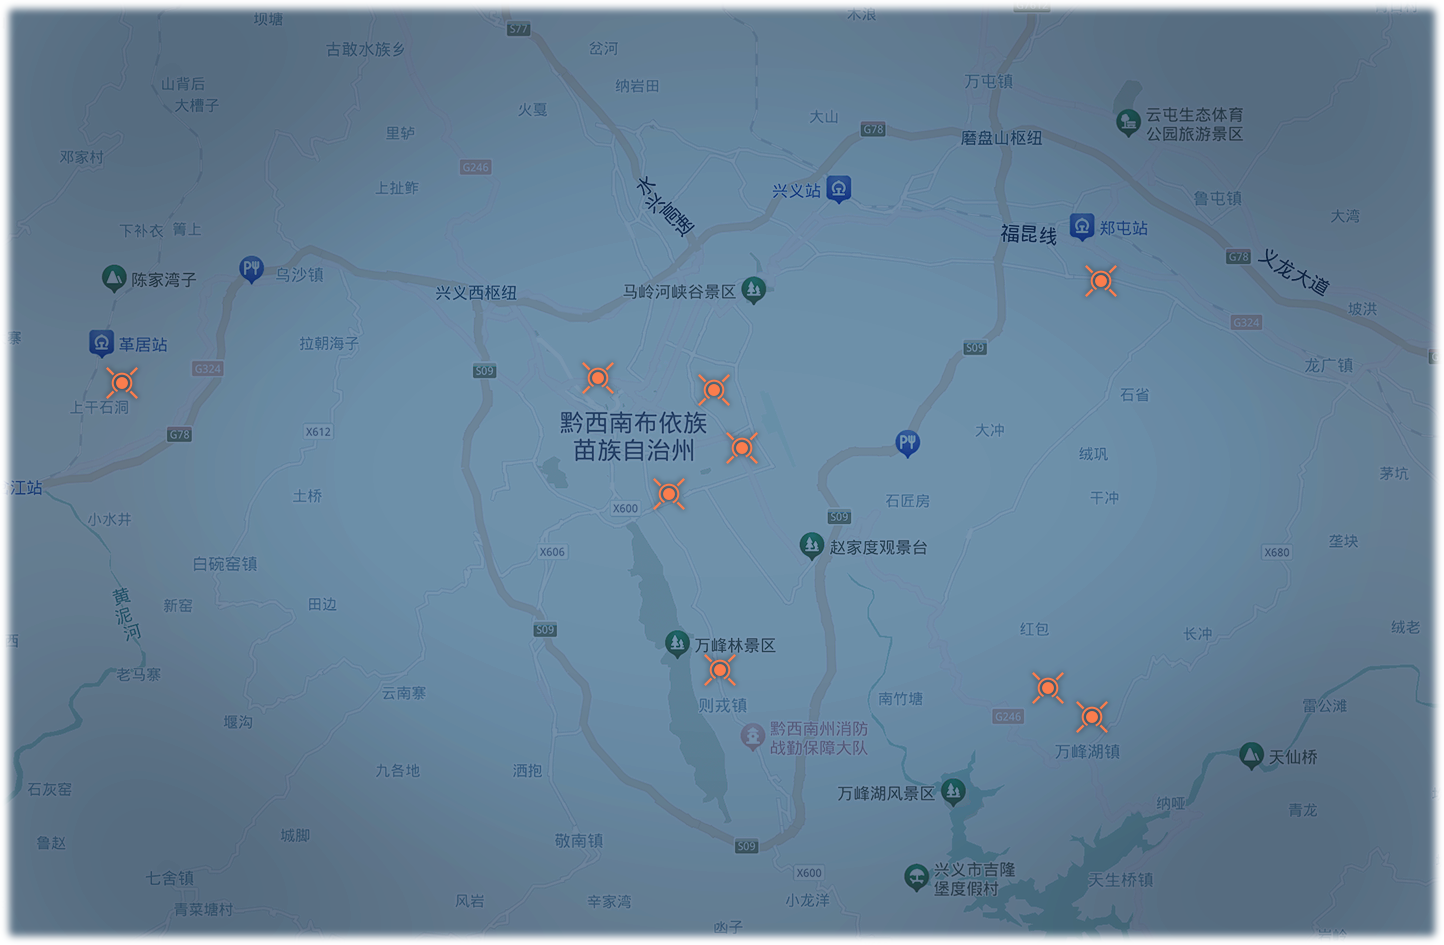 木浪
坝塘
S77
古敢水族乡
岔河
山背后
纳岩田
万屯镇
大槽子
火戛
大山
云屯生态体育
公园旅游景区
里轳
G78
磨盘山枢纽
邓家村
G246
上扯鲊
水兴高速
兴义站
鲁屯镇
大湾
下补衣
箐上
福昆线
郑屯站
G78
义龙大道
陈家湾子
乌沙镇
兴义西枢纽
马岭河峡谷景区
坡洪
G324
寨
革居站
拉朝海子
S09
龙广镇
G324
S09
石省
上干石洞
黔西南布依族
苗族自治州
G78
X612
大冲
绒巩
茅坑
江站
土桥
X600
石匠房
干冲
小水井
S09
X606
赵家度观景台
X680
垄块
白碗窑镇
黄泥河
新窑
田边
S09
红包
长冲
绒老
西
万峰林景区
老马寨
云南寨
则戎镇
南竹塘
G246
雷公滩
堰沟
黔西南州消防
战勤保障大队
万峰湖镇
天仙桥
九各地
洒抱
石灰窑
万峰湖风景区
纳哑
青龙
鲁赵
城脚
敬南镇
S09
七舍镇
X600
兴义市吉隆
堡度假村
天生桥镇
青菜塘村
风岩
辛家湾
小龙洋
凼子